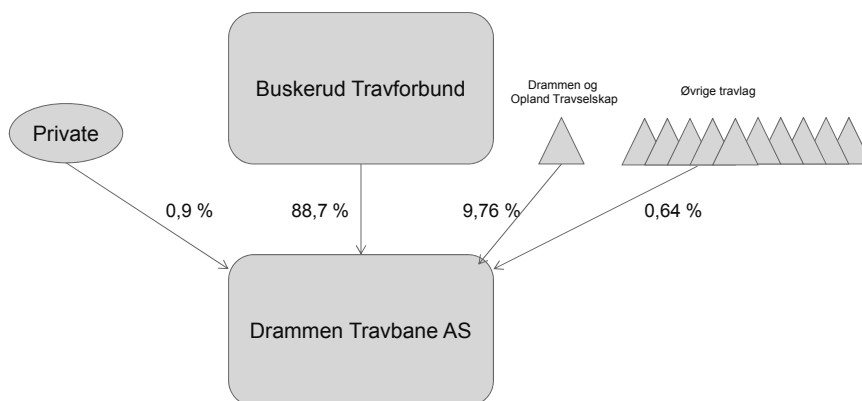 Buskerud Travforbund
Drammen og
Opland Travselskap
Øvrige travlag
Private
0,9 %
88,7 %
9,76 %
0,64 %
Drammen Travbane AS